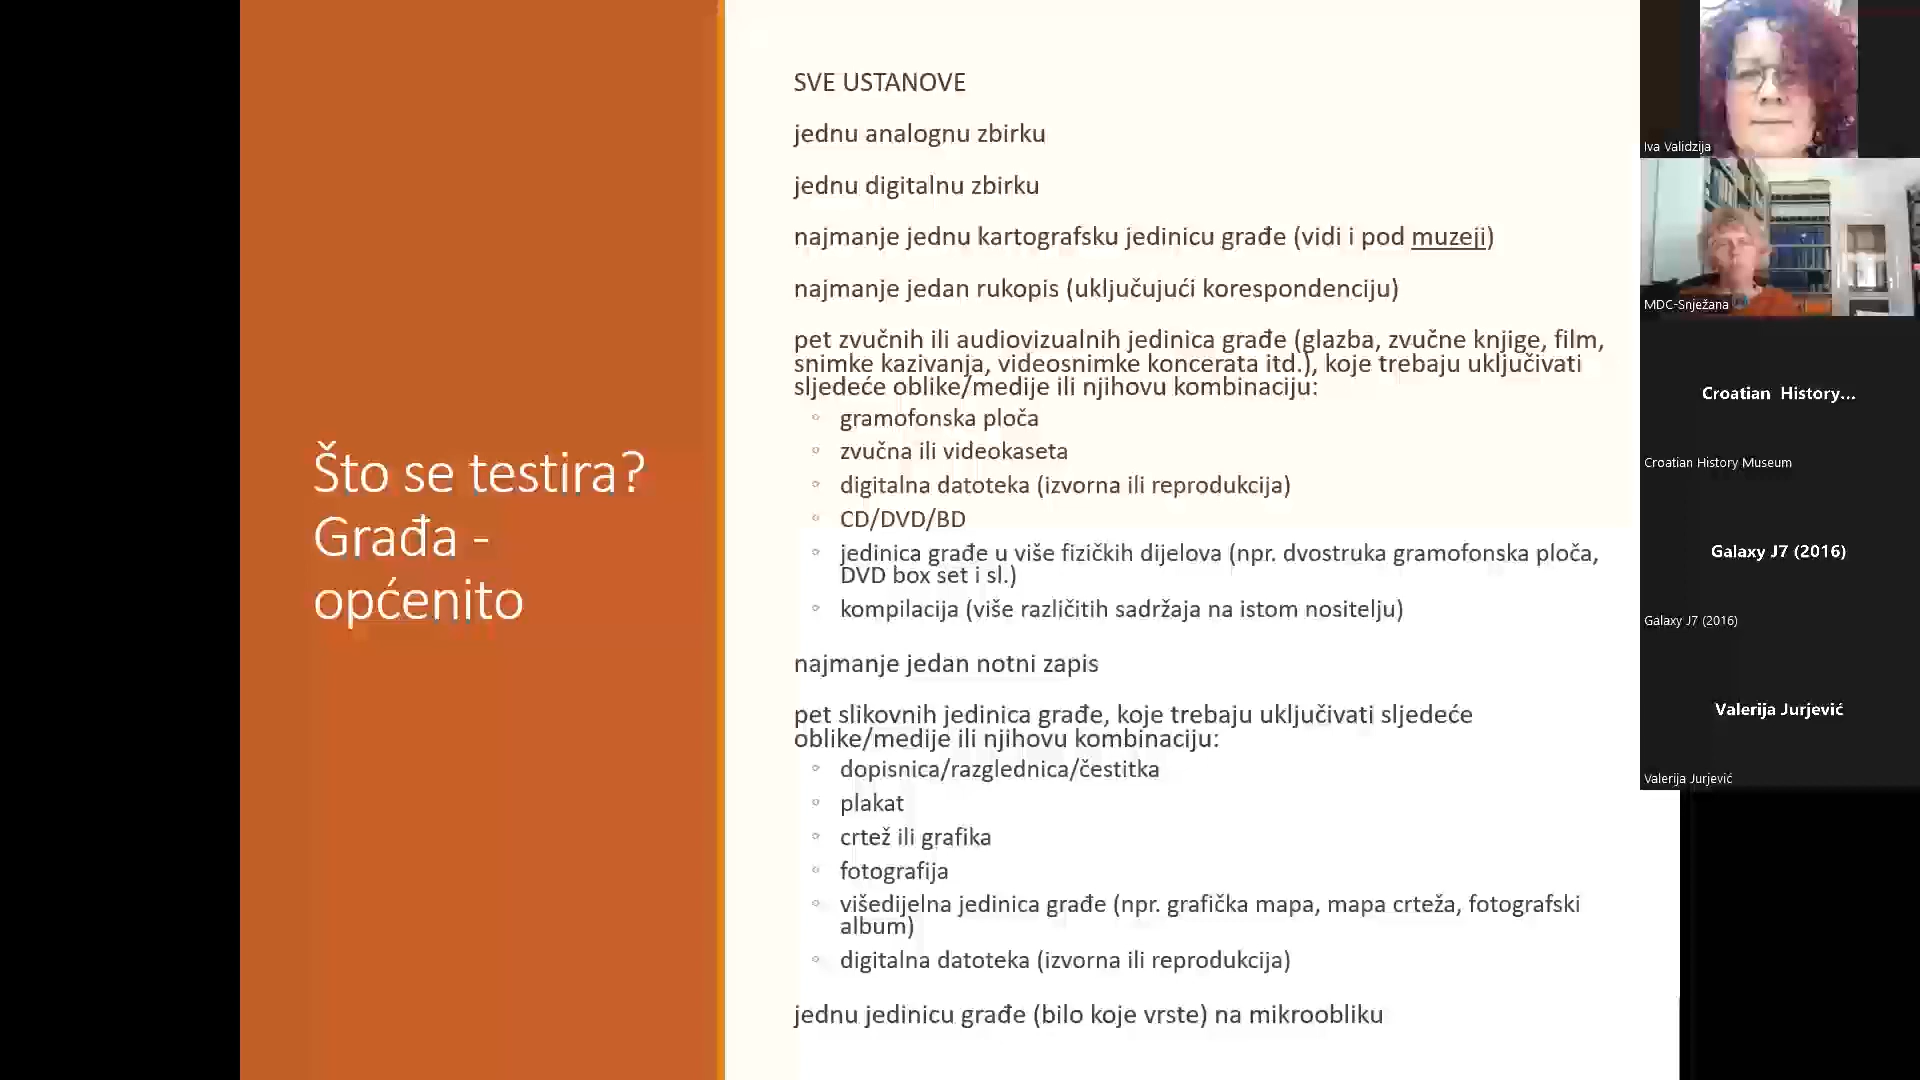 Što se testira?
Građa -
općenito
SVE USTANOVE
jednu analognu zbirku
jednu digitalnu zbirku
najmanje jednu kartografsku jedinicu građe (vidi i pod muzeji)
najmanje jedan rukopis (uključujući korespondenciju)
pet zvučnih ili audiovizualnih jedinica građe (glazba, zvučne knjige, film,
snimke kazivanja, videosnimke koncerata itd.), koje trebaju uključivati
sljedeće oblike/medije ili njihovu kombinaciju:
◦ gramofonska ploča
◦ zvučna ili videokaseta
◦ digitalna datoteka (izvorna ili reprodukcija)
◦ CD/DVD/BD
◦ jedinica građe u više fizičkih dijelova (npr. dvostruka gramofonska ploča,
DVD box set i sl.)
◦ kompilacija (više različitih sadržaja na istom nositelju)
najmanje jedan notni zapis
pet slikovnih jedinica građe, koje trebaju uključivati sljedeće
oblike/medije ili njihovu kombinaciju:
◦ dopisnica/razglednica/čestitka
◦ plakat
◦ crtež ili grafika
◦ fotografija
◦ višedijelna jedinica građe (npr. grafička mapa, mapa crteža, fotografski
album)
◦ digitalna datoteka (izvorna ili reprodukcija)
jednu jedinicu građe (bilo koje vrste) na mikroobliku
Iva Validzija
MDC-Snježana
Croatian History...
Croatian History Museum
Galaxy J7 (2016)
Galaxy J7 (2016)
Valerija Jurjević
Valerija Jurjević